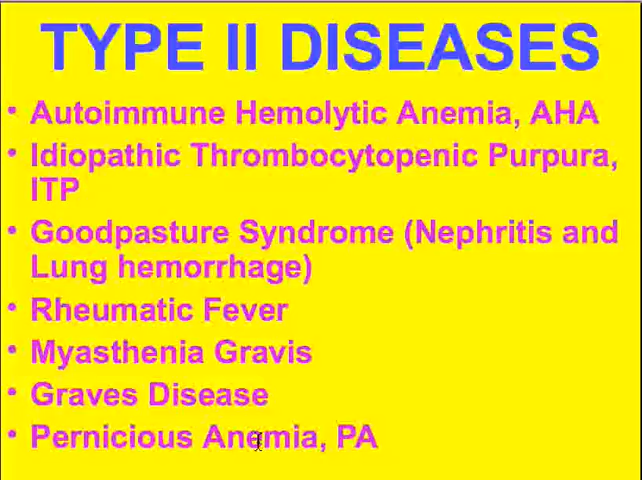 TYPE II DISEASES
• Autoimmune Hemolytic Anemia, AHA
• Idiopathic Thrombocytopenic Purpura,
ITP
• Goodpasture Syndrome (Nephritis and
Lung hemorrhage)
• Rheumatic Fever
• Myasthenia Gravis
• Graves Disease
• Pernicious Anemia, PA